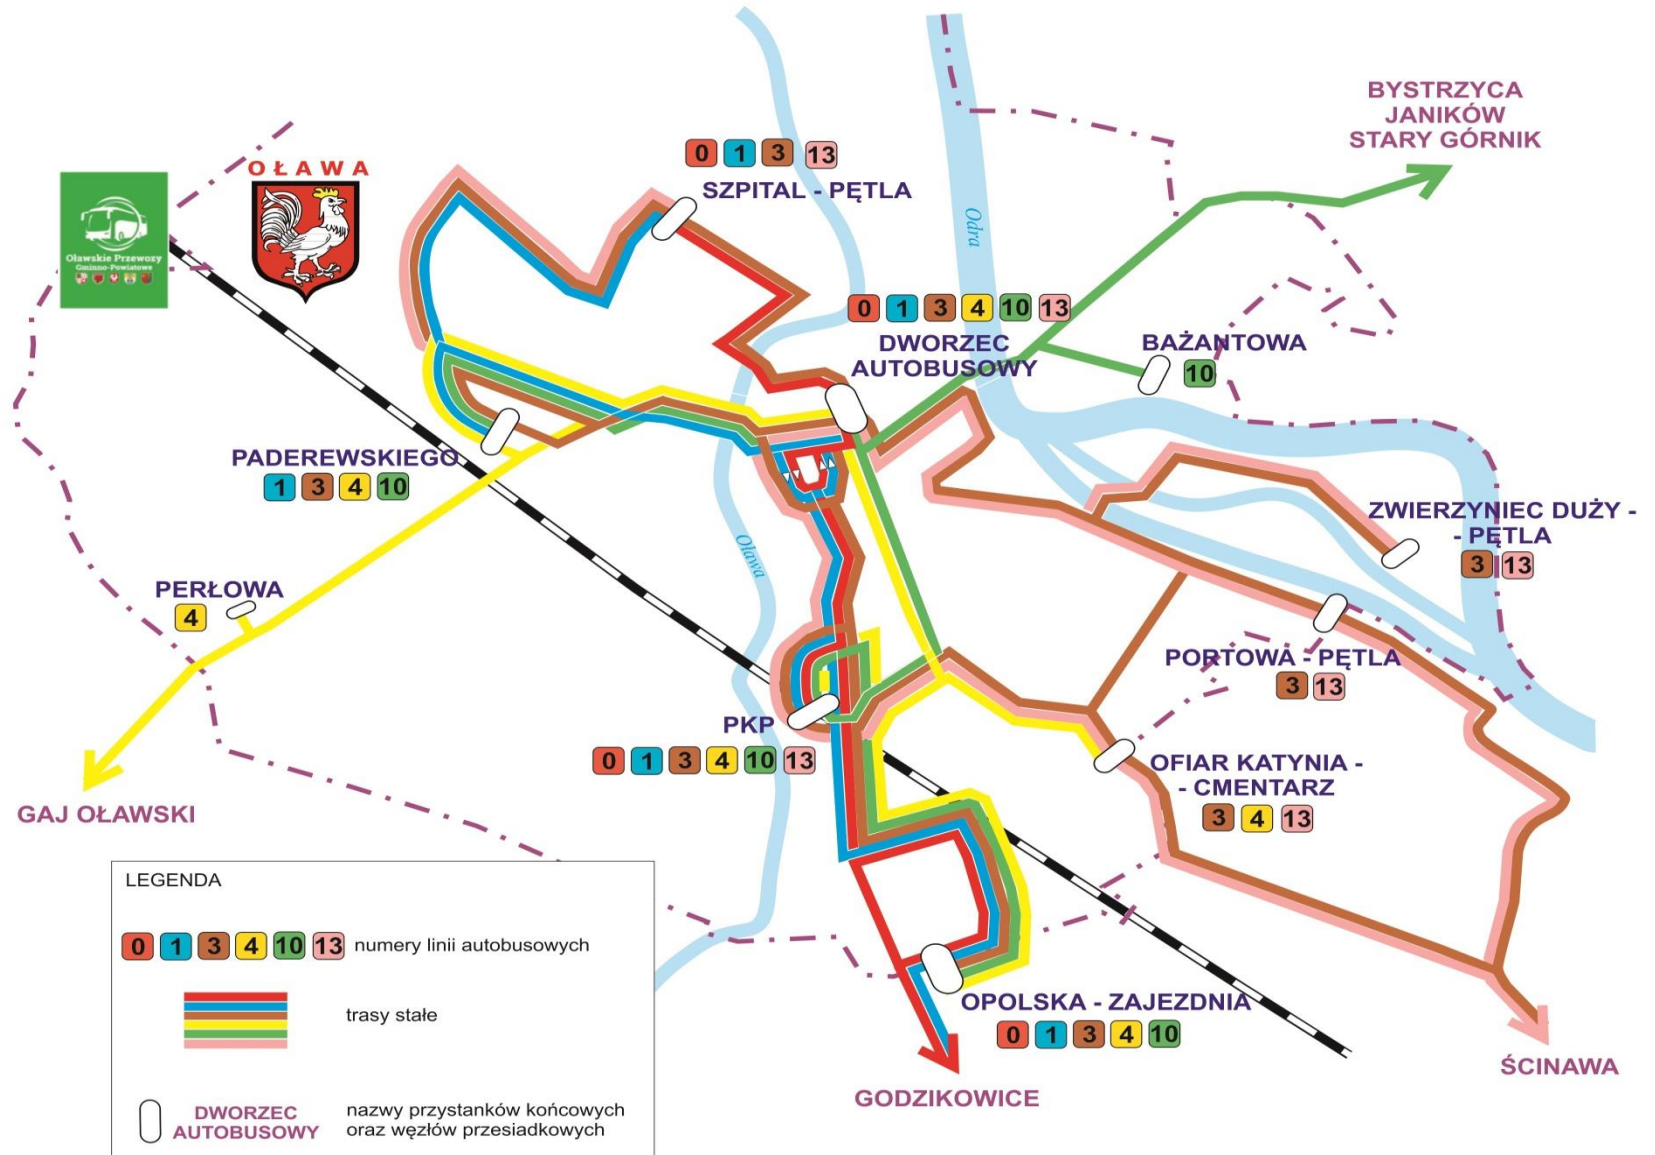 BYSTRZYCA
JANIKÓW
STARY GÓRNIK
OŁAWA
Oławskie Przewozy
Gminno-Powiatowe
0 1 3 13
SZPITAL - PĘTLA
Odra
0 1 3 4 10 13
DWORZEC
AUTOBUSOWY
BAŻANTOWA
10
PADEREWSKIEGO
1 3 4 10
ZWIERZYNIEC DUŻY -
- PĘTLA
3 13
Oława
PERŁOWA
4
PORTOWA - PĘTLA
3 13
PKP
0 1 3 4 10 13
OFIAR KATYNIA -
- CMENTARZ
3 4 13
GAJ OŁAWSKI
OPOLSKA - ZAJEZDNIA
0 1 3 4 10
GODZIKOWICE
ŚCINAWA
LEGENDA
0 1 3 4 10 13 numery linii autobusowych
trasy stałe
DWORZEC
AUTOBUSOWY
nazwy przystanków końcowych
oraz węzłów przesiadkowych